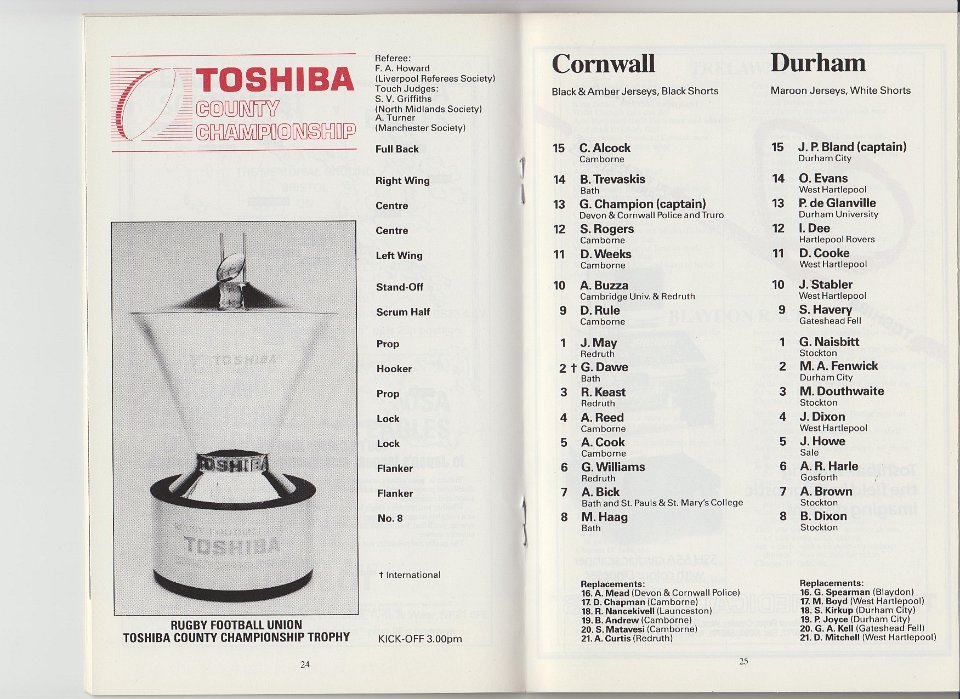 TOSHIBA
COUNTY
CHAMPIONSHIP
TOSHIBA
TOSHIBA
TOSHIBA
RUGBY FOOTBALL UNION
TOSHIBA COUNTY CHAMPIONSHIP TROPHY
Referee:
F. A. Howard
(Liverpool Referees Society)
Touch Judges:
S. V. Griffiths
(North Midlands Society)
A. Turner
(Manchester Society)
Full Back
Right Wing
Centre
Centre
Left Wing
Stand-Off
Scrum Half
Prop
Hooker
Prop
Lock
Lock
Flanker
Flanker
No. 8
† International
KICK-OFF 3.00pm
24
Cornwall
Black & Amber Jerseys, Black Shorts
15 C. Alcock
Camborne
14 B. Trevaskis
Bath
13 G. Champion (captain)
Devon & Cornwall Police and Truro
12 S. Rogers
Camborne
11 D. Weeks
Camborne
10 A. Buzza
Cambridge Univ. & Redruth
9 D. Rule
Camborne
1 J. May
Redruth
2 † G. Dawe
Bath
3 R. Keast
Redruth
4 A. Reed
Camborne
5 A. Cook
Camborne
6 G. Williams
Redruth
7 A. Bick
Bath and St. Pauls & St. Mary's College
8 M. Haag
Bath
Replacements:
16. A. Mead (Devon & Cornwall Police)
17. D. Chapman (Camborne)
18. R. Nancekivell (Launceston)
19. B. Andrew (Camborne)
20. S. Matavesi (Camborne)
21. A. Curtis (Redruth)
Durham
Maroon Jerseys, White Shorts
15 J. P. Bland (captain)
Durham City
14 O. Evans
West Hartlepool
13 P. de Glanville
Durham University
12 I. Dee
Hartlepool Rovers
11 D. Cooke
West Hartlepool
10 J. Stabler
West Hartlepool
9 S. Havery
Gateshead Fell
1 G. Naisbitt
Stockton
2 M. A. Fenwick
Durham City
3 M. Douthwaite
Stockton
4 J. Dixon
West Hartlepool
5 J. Howe
Sale
6 A. R. Harle
Gosforth
7 A. Brown
Stockton
8 B. Dixon
Stockton
Replacements:
16. G. Spearman (Blaydon)
17. M. Boyd (West Hartlepool)
18. S. Kirkup (Durham City)
19. P. Joyce (Durham City)
20. G. A. Kell (Gateshead Fell)
21. D. Mitchell (West Hartlepool)
25